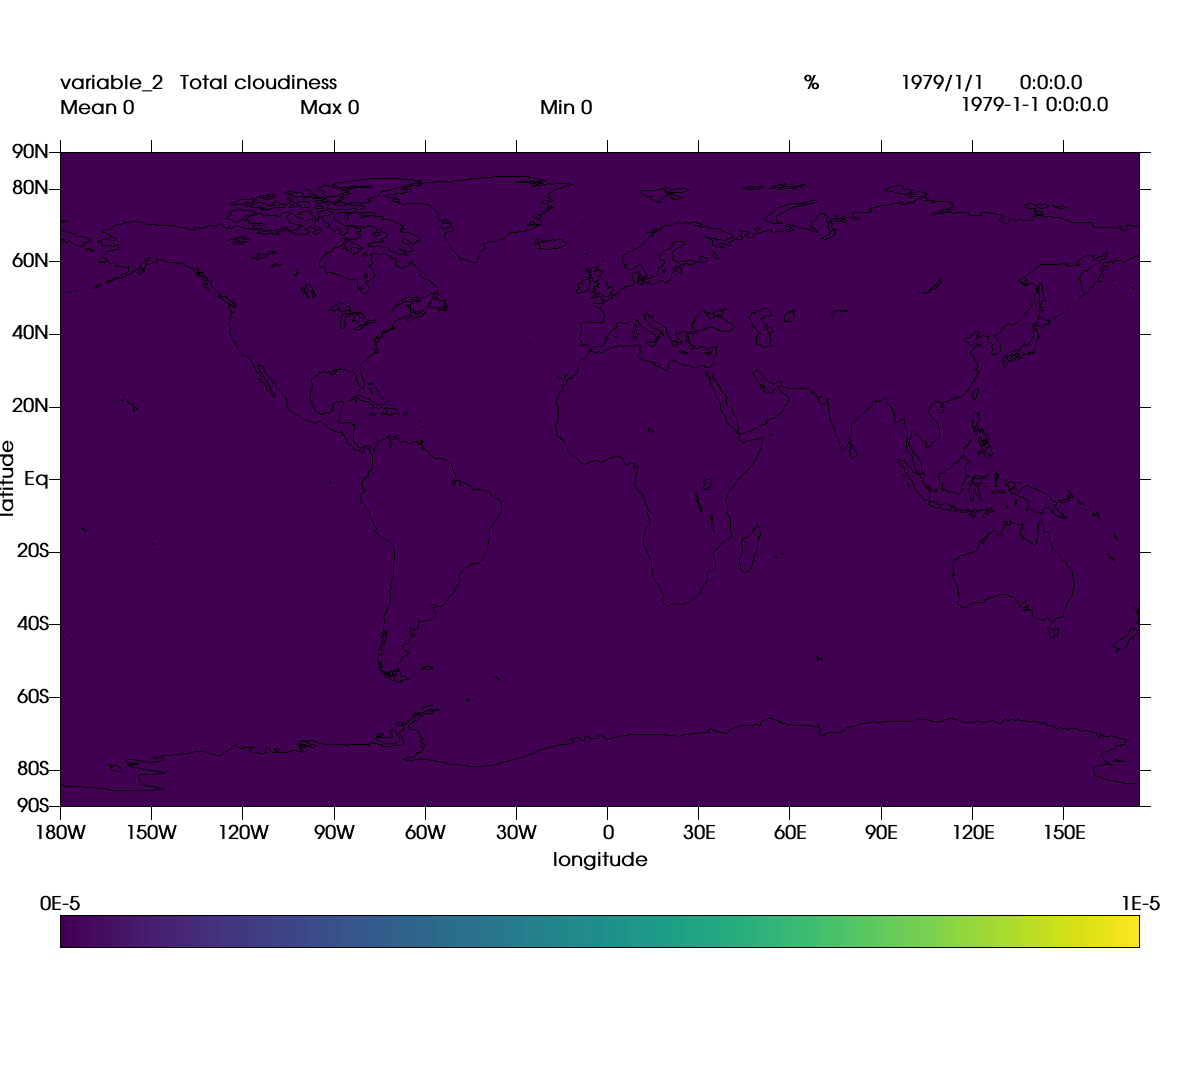 variable_2 Total cloudiness % 1979/1/1 0:0:0.0
Mean 0 Max 0 Min 0 1979-1-1 0:0:0.0
90N
80N
60N
40N
20N
Eq
20S
40S
60S
80S
90S
latitude
180W 150W 120W 90W 60W 30W 0 30E 60E 90E 120E 150E
longitude
0E-5 1E-5